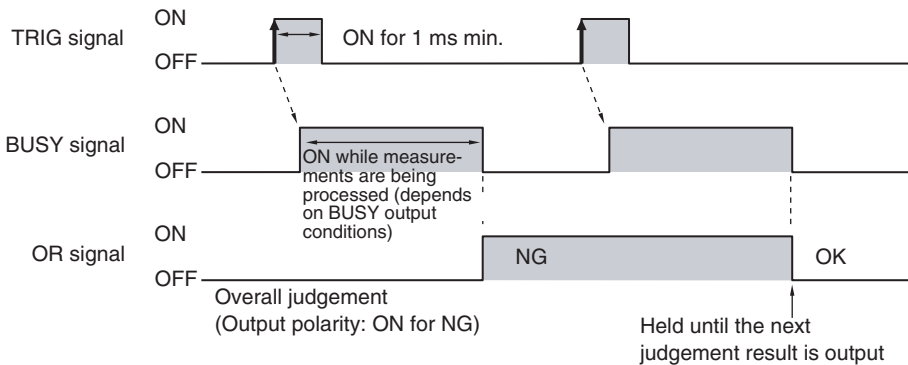 ON
TRIG signal
ON for 1 ms min.
OFF
ON
BUSY signal
OFF
ON while measure-
ments are being
processed (depends
on BUSY output
conditions)
ON
OR signal
NG
OK
OFF
Overall judgement
(Output polarity: ON for NG)
Held until the next
judgement result is output